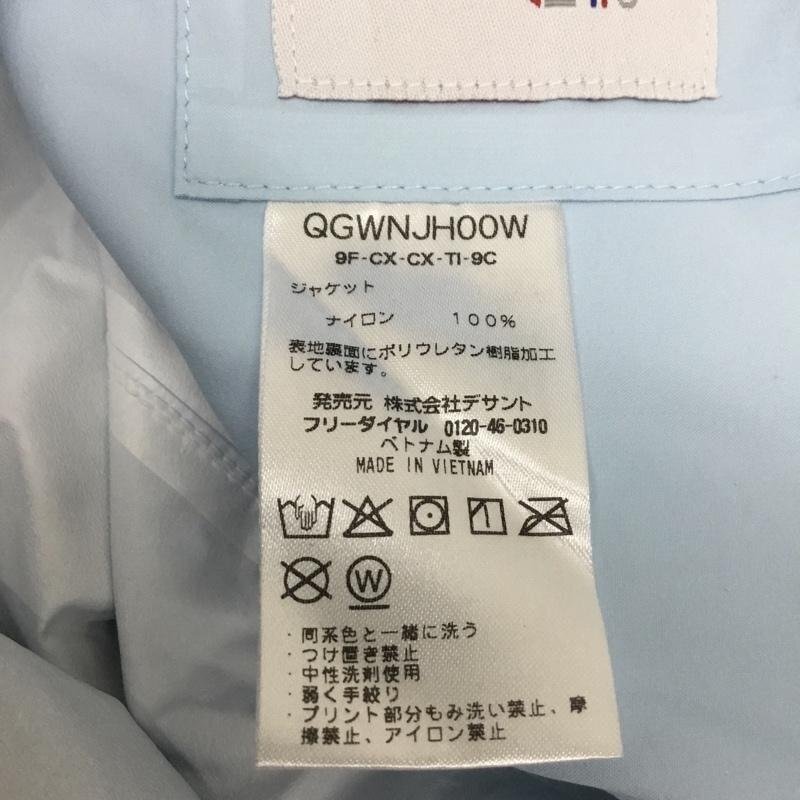 QGWNJH00W
9F-CX-CX-TI-9C
ジャケット
ナイロン 100%
表地裏面にポリウレタン樹脂加工
しています。
発売元 株式会社デサント
フリーダイヤル 0120-46-0310
ベトナム製
MADE IN VIETNAM
W
・同系色と一緒に洗う
・つけ置き禁止
・中性洗剤使用
・弱く手絞り
・プリント部分もみ洗い禁止、摩
擦禁止、アイロン禁止。